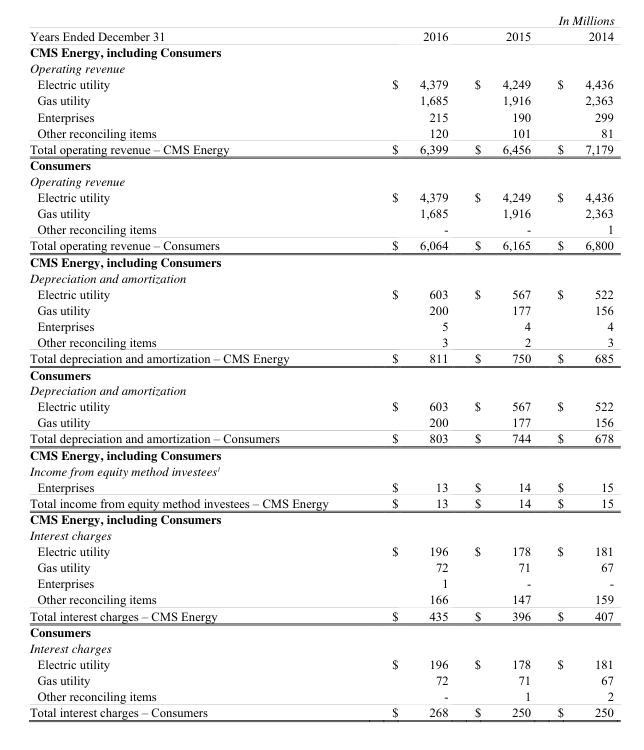 In Millions
Years Ended December 31 2016 2015 2014
CMS Energy, including Consumers
Operating revenue
Electric utility $ 4,379 $ 4,249 $ 4,436
Gas utility 1,685 1,916 2,363
Enterprises 215 190 299
Other reconciling items 120 101 81
Total operating revenue – CMS Energy $ 6,399 $ 6,456 $ 7,179
Consumers
Operating revenue
Electric utility $ 4,379 $ 4,249 $ 4,436
Gas utility 1,685 1,916 2,363
Other reconciling items - - 1
Total operating revenue – Consumers $ 6,064 $ 6,165 $ 6,800
CMS Energy, including Consumers
Depreciation and amortization
Electric utility $ 603 $ 567 $ 522
Gas utility 200 177 156
Enterprises 5 4 4
Other reconciling items 3 2 3
Total depreciation and amortization – CMS Energy $ 811 $ 750 $ 685
Consumers
Depreciation and amortization
Electric utility $ 603 $ 567 $ 522
Gas utility 200 177 156
Total depreciation and amortization – Consumers $ 803 $ 744 $ 678
CMS Energy, including Consumers
Income from equity method investees¹
Enterprises $ 13 $ 14 $ 15
Total income from equity method investees – CMS Energy $ 13 $ 14 $ 15
CMS Energy, including Consumers
Interest charges
Electric utility $ 196 $ 178 $ 181
Gas utility 72 71 67
Enterprises 1 - -
Other reconciling items 166 147 159
Total interest charges – CMS Energy $ 435 $ 396 $ 407
Consumers
Interest charges
Electric utility $ 196 $ 178 $ 181
Gas utility 72 71 67
Other reconciling items - 1 2
Total interest charges – Consumers $ 268 $ 250 $ 250